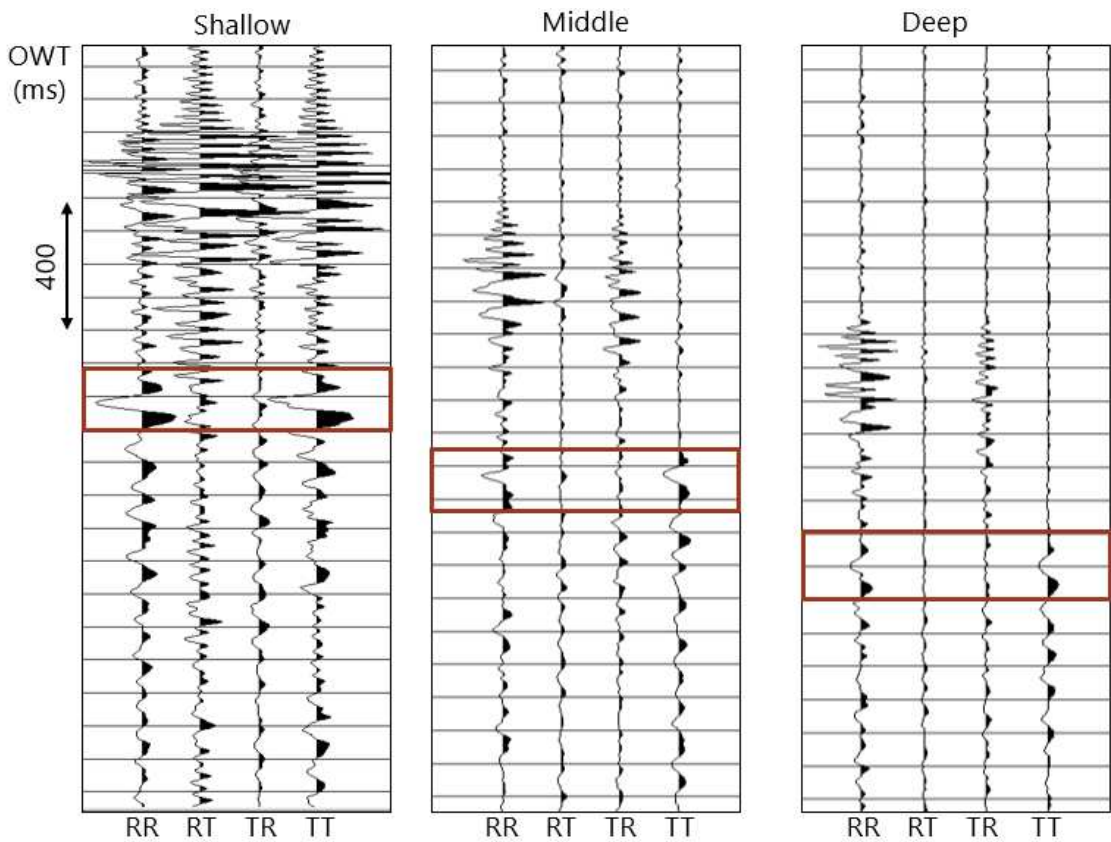 Shallow
Middle
Deep
OWT
(ms)
400
RR RT TR TT
RR RT TR TT
RR RT TR TT